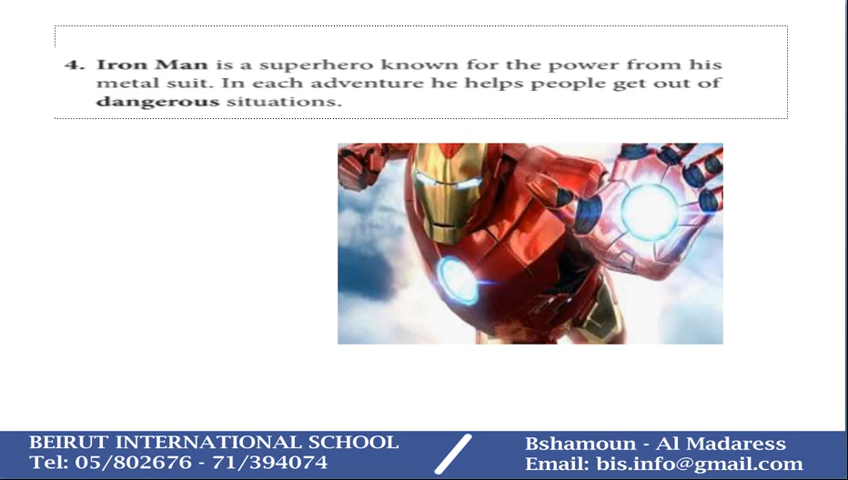 4. Iron Man is a superhero known for the power from his
metal suit. In each adventure he helps people get out of
dangerous situations.
BEIRUT INTERNATIONAL SCHOOL
Tel: 05/802676 - 71/394074
Bshamoun - Al Madaress
Email: bis.info@gmail.com